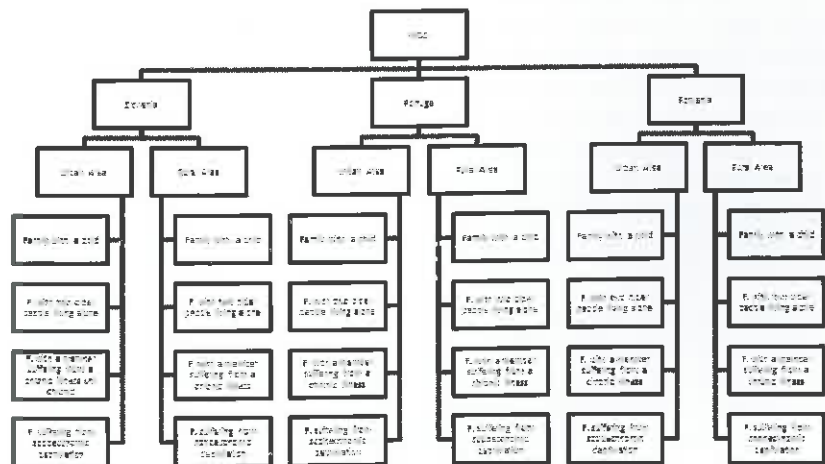 Slovenia
Portugal
Romania
Urban Area
Rural Area
Urban Area
Rural Area
Urban Area
Rural Area
Family with a child
Family with a child
Family with a child
Family with a child
Family with a child
Family with a child
F. with two older
people living alone
F. with two older
people living alone
F. with two older
people living alone
F. with two older
people living alone
F. with two older
people living alone
F. with two older
people living alone
F. with a member
suffering from a
chronic illness
F. with a member
suffering from a
chronic illness
F. with a member
suffering from a
chronic illness
F. with a member
suffering from a
chronic illness
F. with a member
suffering from a
chronic illness
F. with a member
suffering from a
chronic illness
F. suffering from
socioeconomic
deprivation
F. suffering from
socioeconomic
deprivation
F. suffering from
socioeconomic
deprivation
F. suffering from
socioeconomic
deprivation
F. suffering from
socioeconomic
deprivation
F. suffering from
socioeconomic
deprivation